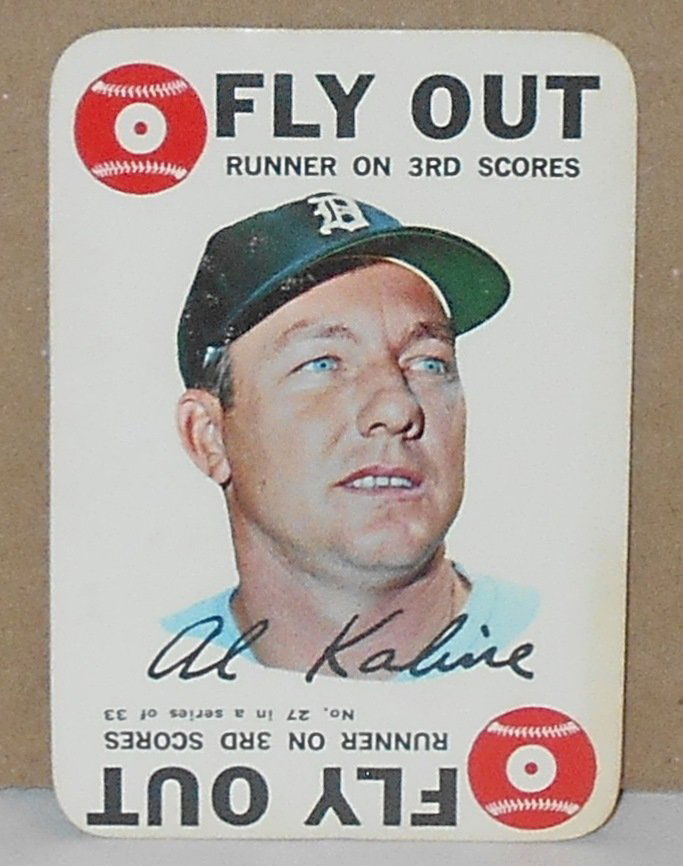 FLY OUT
RUNNER ON 3RD SCORES
D
Al Kaline
No. 27 in a series of 33
RUNNER ON 3RD SCORES
FLY OUT